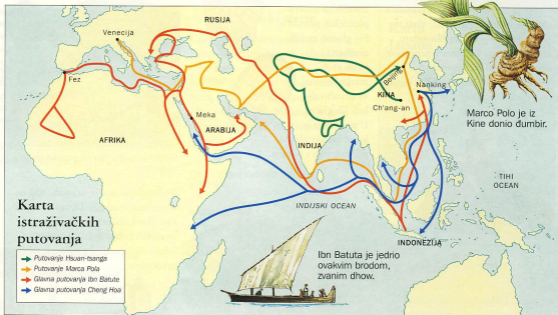 RUSIJA
Venecija
Fez
Beijing
KINA
Nanking
Ch'ang-an
Meka
ARABIJA
INDIJA
AFRIKA
Marco Polo je iz
Kine donio đumbir.
TIHI
OCEAN
INDIJSKI OCEAN
INDONEZIJA
Karta
istraživačkih
putovanja
Putovanje Hsuan-tsanga
Putovanje Marca Pola
Glavna putovanja Ibn Batute
Glavna putovanja Cheng Hoa
Ibn Batuta je jedrio
ovakvim brodom,
zvanim dhow.